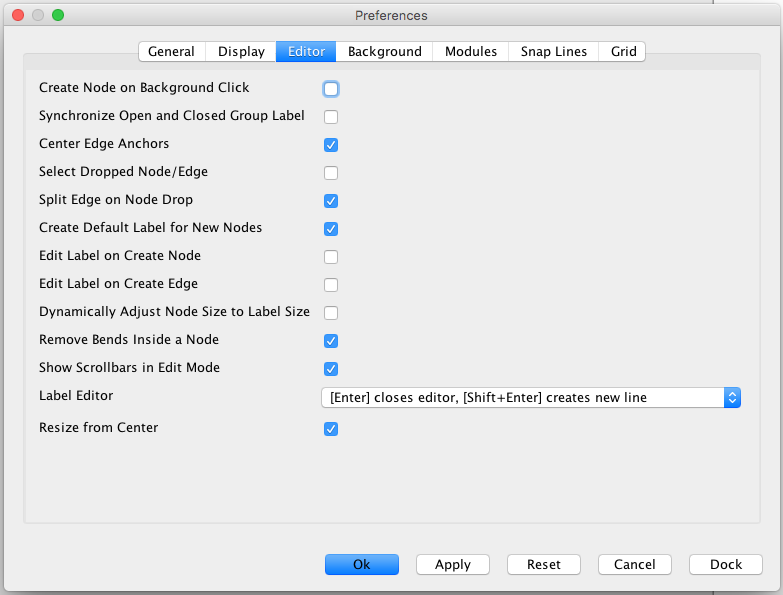 Preferences
General Display Editor Background Modules Snap Lines Grid
Create Node on Background Click
Synchronize Open and Closed Group Label
Center Edge Anchors
Select Dropped Node/Edge
Split Edge on Node Drop
Create Default Label for New Nodes
Edit Label on Create Node
Edit Label on Create Edge
Dynamically Adjust Node Size to Label Size
Remove Bends Inside a Node
Show Scrollbars in Edit Mode
Label Editor [Enter] closes editor, [Shift+Enter] creates new line
Resize from Center
Ok Apply Reset Cancel Dock